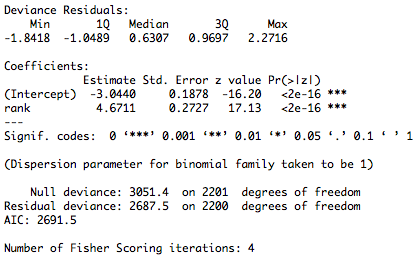 Deviance Residuals:
Min 1Q Median 3Q Max
-1.8418 -1.0489 0.6307 0.9697 2.2716
Coefficients:
Estimate Std. Error z value Pr(>|z|)
(Intercept) -3.0440 0.1878 -16.20 <2e-16 ***
rank 4.6711 0.2727 17.13 <2e-16 ***
---
Signif. codes: 0 ‘***’ 0.001 ‘**’ 0.01 ‘*’ 0.05 ‘.’ 0.1 ‘ ’ 1
(Dispersion parameter for binomial family taken to be 1)
Null deviance: 3051.4 on 2201 degrees of freedom
Residual deviance: 2687.5 on 2200 degrees of freedom
AIC: 2691.5
Number of Fisher Scoring iterations: 4